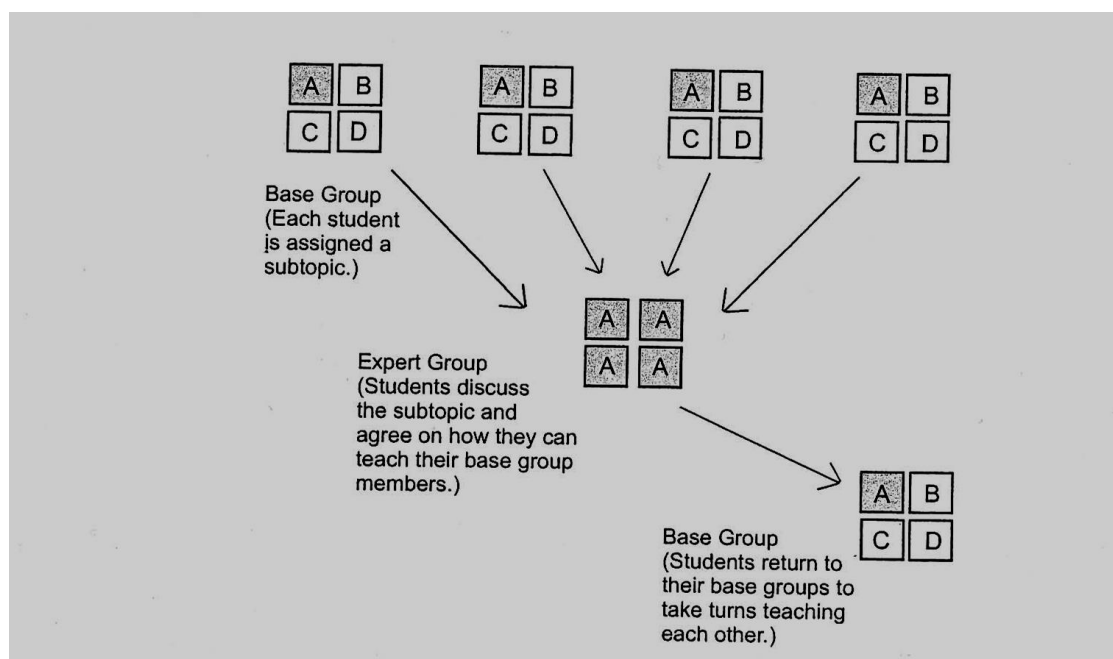 A B A B A B A B
C D C D C D C D
Base Group
(Each student
is assigned a
subtopic.)
A A
A A
Expert Group
(Students discuss
the subtopic and
agree on how they can
teach their base group
members.)
A B
C D
Base Group
(Students return to
their base groups to
take turns teaching
each other.)